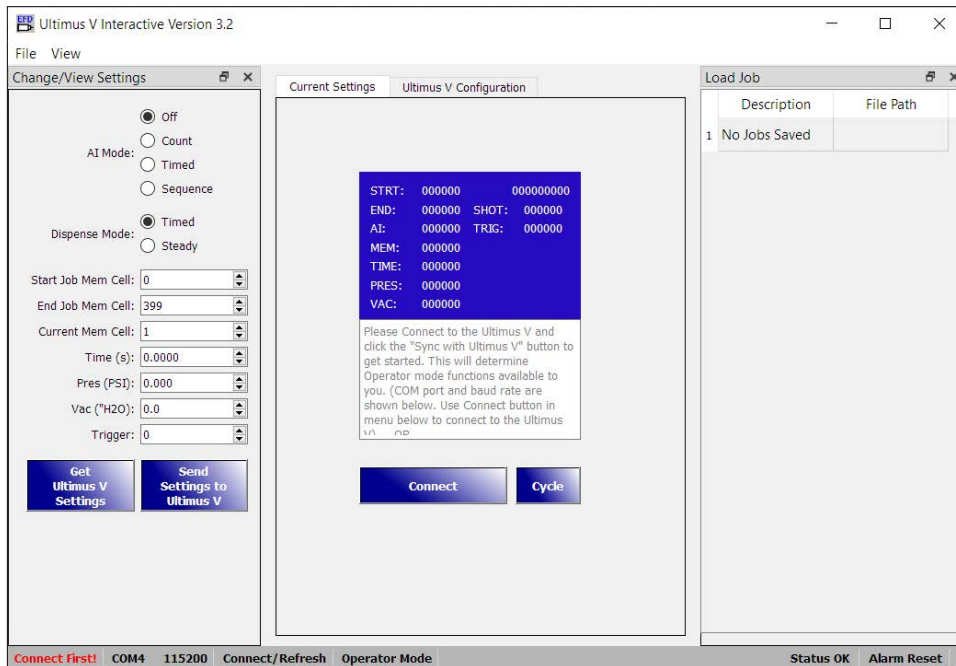 EFD Ultimus V Interactive Version 3.2
File View
Change/View Settings
AI Mode:
Off
Count
Timed
Sequence
Dispense Mode:
Timed
Steady
Start Job Mem Cell: 0
End Job Mem Cell: 399
Current Mem Cell: 1
Time (s): 0.0000
Pres (PSI): 0.000
Vac ("H2O): 0.0
Trigger: 0
Get
Ultimus V
Settings
Send
Settings to
Ultimus V
Current Settings Ultimus V Configuration
STRT: 000000 000000000
END: 000000 SHOT: 000000
AI: 000000 TRIG: 000000
MEM: 000000
TIME: 000000
PRES: 000000
VAC: 000000
Please Connect to the Ultimus V and
click the "Sync with Ultimus V" button to
get started. This will determine
Operator mode functions available to
you. (COM port and baud rate are
shown below. Use Connect button in
menu below to connect to the Ultimus
V) OR
Connect Cycle
Load Job
Description File Path
1 No Jobs Saved
Connect First! COM4 115200 Connect/Refresh Operator Mode Status OK Alarm Reset